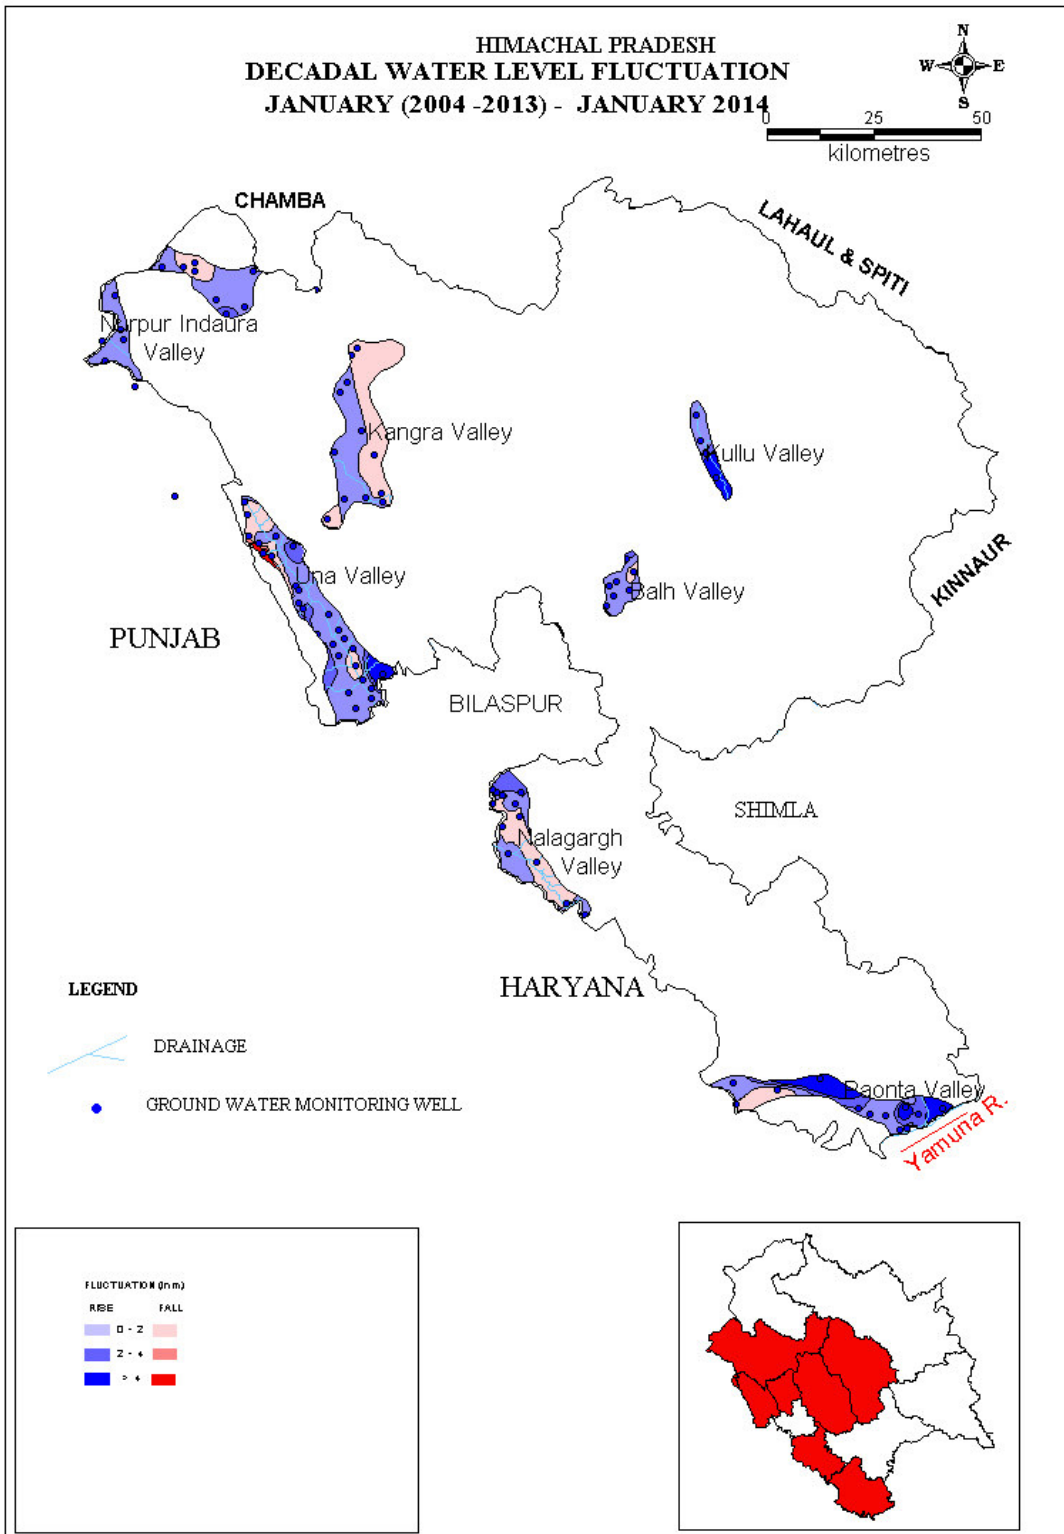 HIMACHAL PRADESH
DECADAL WATER LEVEL FLUCTUATION
JANUARY (2004 -2013) - JANUARY 2014
N
W E
S
0 25 50
kilometres
CHAMBA
LAHAUL & SPITI
Nurpur Indaura
Valley
Kangra Valley
Kullu Valley
KINNAUR
Una Valley
Balh Valley
PUNJAB
BILASPUR
SHIMLA
Nalagargh
Valley
HARYANA
LEGEND
DRAINAGE
GROUND WATER MONITORING WELL
Paonta Valley
Yamuna R.
FLUCTUATION (in m)
RISE FALL
0 - 2
2 - 4
> 4